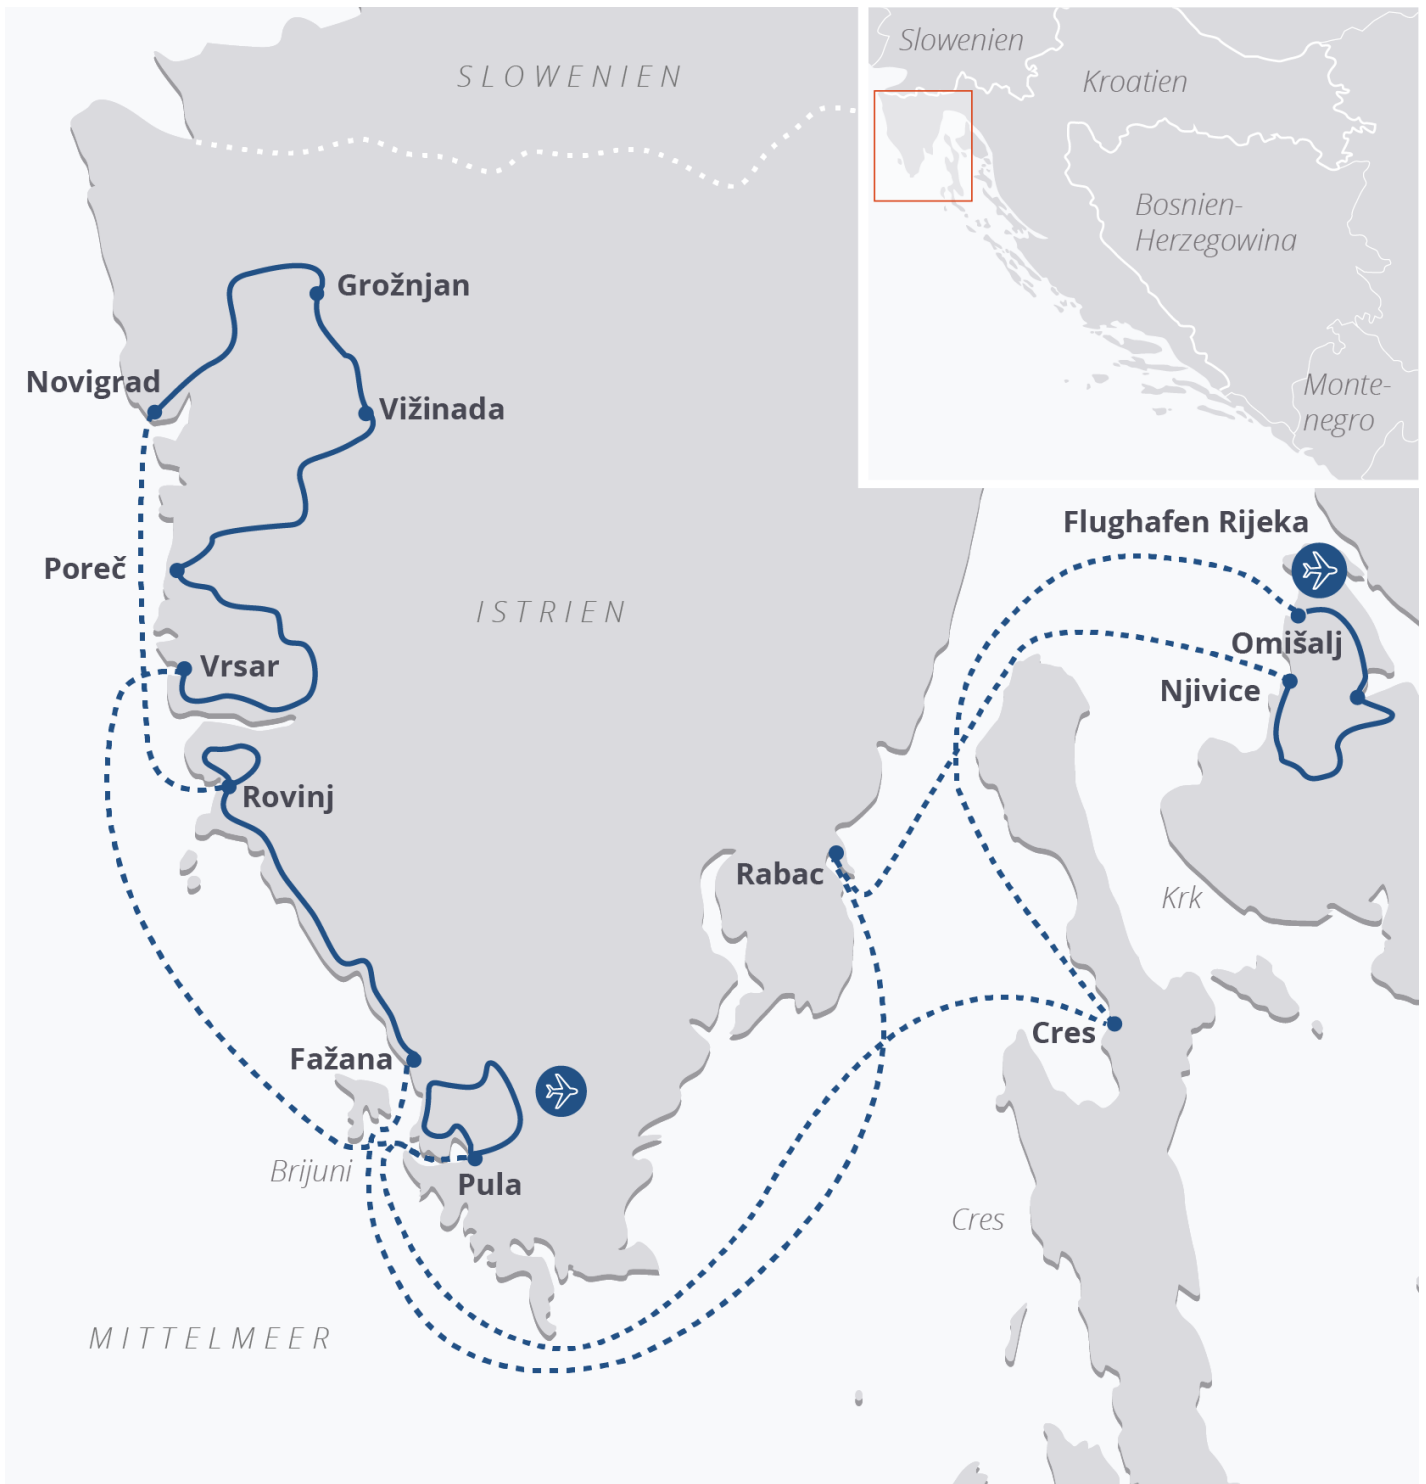 SLOWENIEN
Slowenien
Kroatien
Bosnien-
Herzegowina
Monte-
negro
Grožnjan
Novigrad
Vižinada
Flughafen Rijeka
Poreč
ISTRIEN
Omišalj
Vrsar
Njivice
Rovinj
Rabac
Krk
Cres
Fažana
Brijuni
Pula
Cres
MITTELMEER